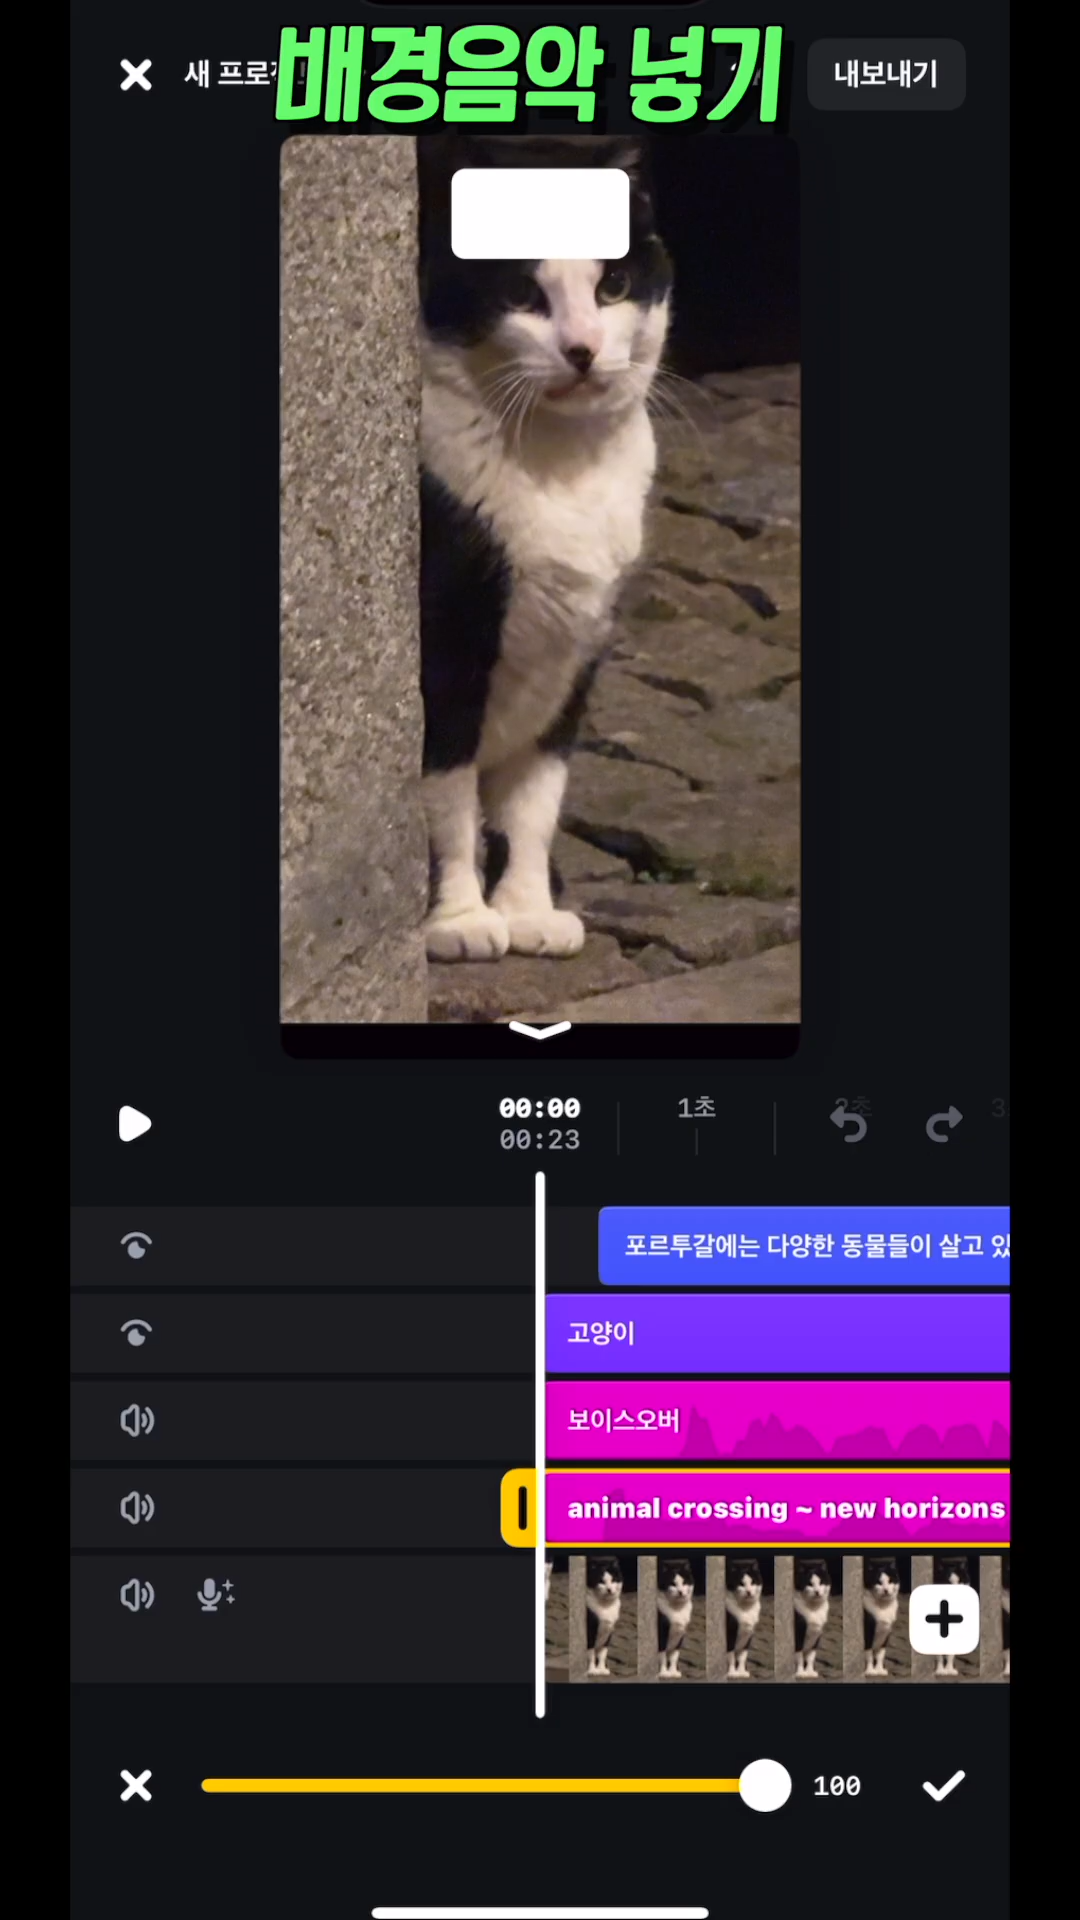 배경음악 넣기
새 프로
내보내기
00:00
00:23
1초
2초
포르투갈에는 다양한 동물들이 살고
고양이
보이스오버
animal crossing ~ new horizons
100